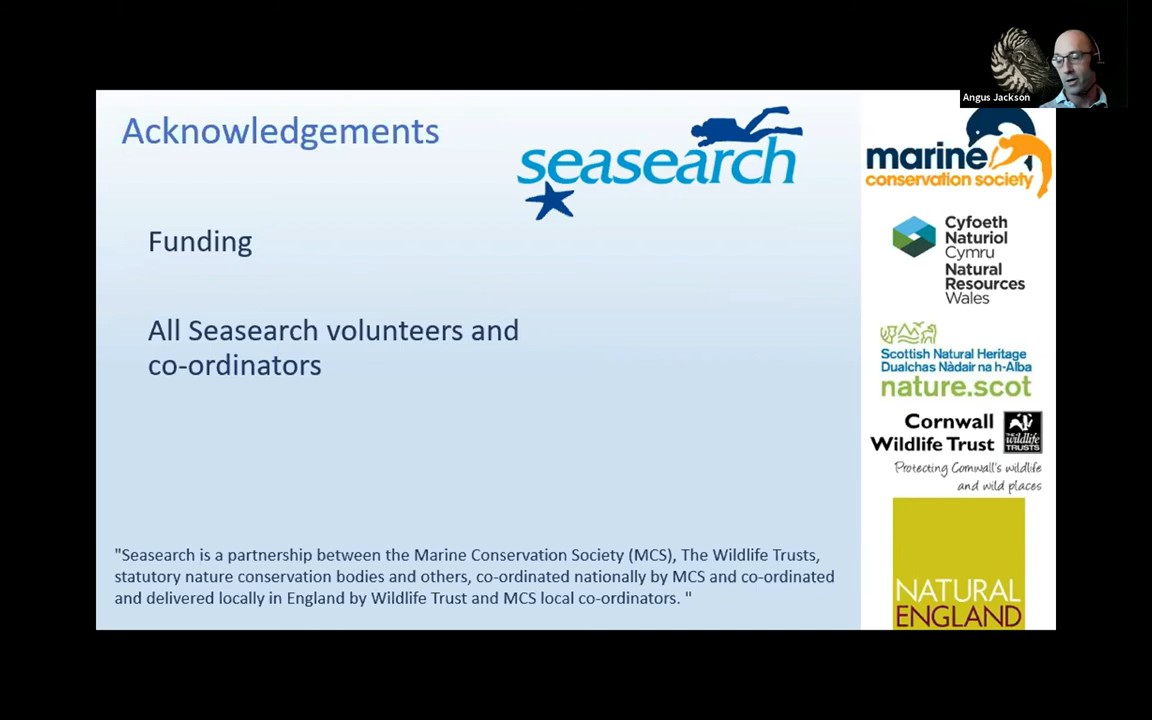 Angus Jackson
Acknowledgements
seasearch
Funding
All Seasearch volunteers and
co-ordinators
"Seasearch is a partnership between the Marine Conservation Society (MCS), The Wildlife Trusts,
statutory nature conservation bodies and others, co-ordinated nationally by MCS and co-ordinated
and delivered locally in England by Wildlife Trust and MCS local co-ordinators. "
marine
conservation society
Cyfoeth
Naturiol
Cymru
Natural
Resources
Wales
Scottish Natural Heritage
Dualchas Nàdair na h-Alba
nature.scot
Cornwall
Wildlife Trust
THE
wildlife
TRUSTS
Protecting Cornwall's wildlife
and wild places
NATURAL
ENGLAND